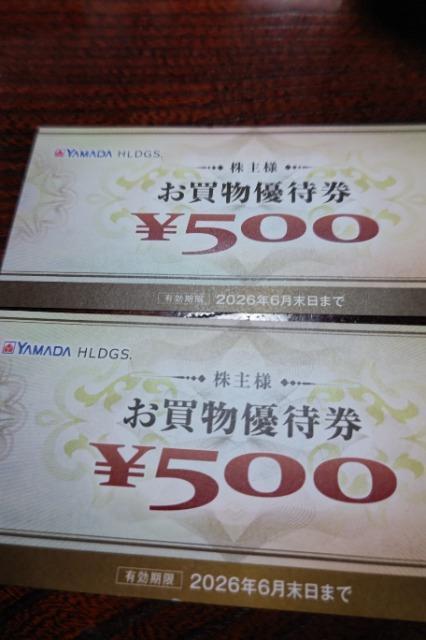 YAMADA HLDGS.
株主様
お買物優待券
¥500
有効期限 2026年6月末日まで
YAMADA HLDGS.
株主様
お買物優待券
¥500
有効期限 2026年6月末日まで